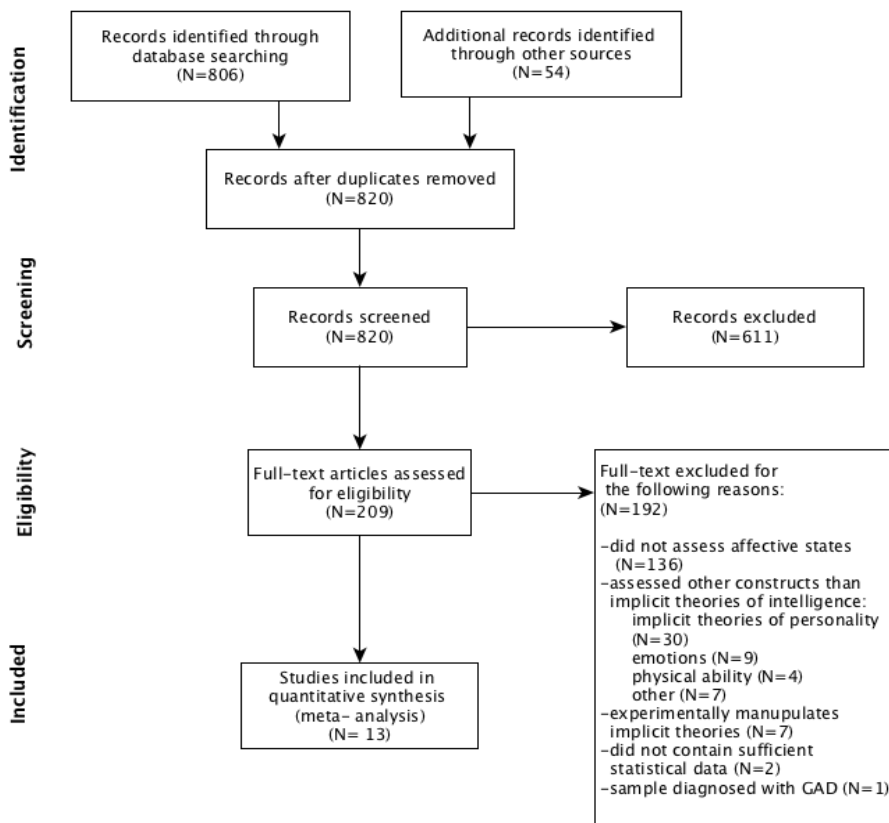 Identification
Records identified through
database searching
(N=806)
Additional records identified
through other sources
(N=54)
Records after duplicates removed
(N=820)
Screening
Records screened
(N=820)
Records excluded
(N=611)
Eligibility
Full-text articles assessed
for eligibility
(N=209)
Full-text excluded for
the following reasons:
(N=192)
-did not assess affective states
(N=136)
-assessed other constructs than
implicit theories of intelligence:
implicit theories of personality
(N=30)
emotions (N=9)
physical ability (N=4)
other (N=7)
-experimentally manupulates
implicit theories (N=7)
-did not contain sufficient
statistical data (N=2)
-sample diagnosed with GAD (N=1)
Included
Studies included in
quantitative synthesis
(meta- analysis)
(N= 13)